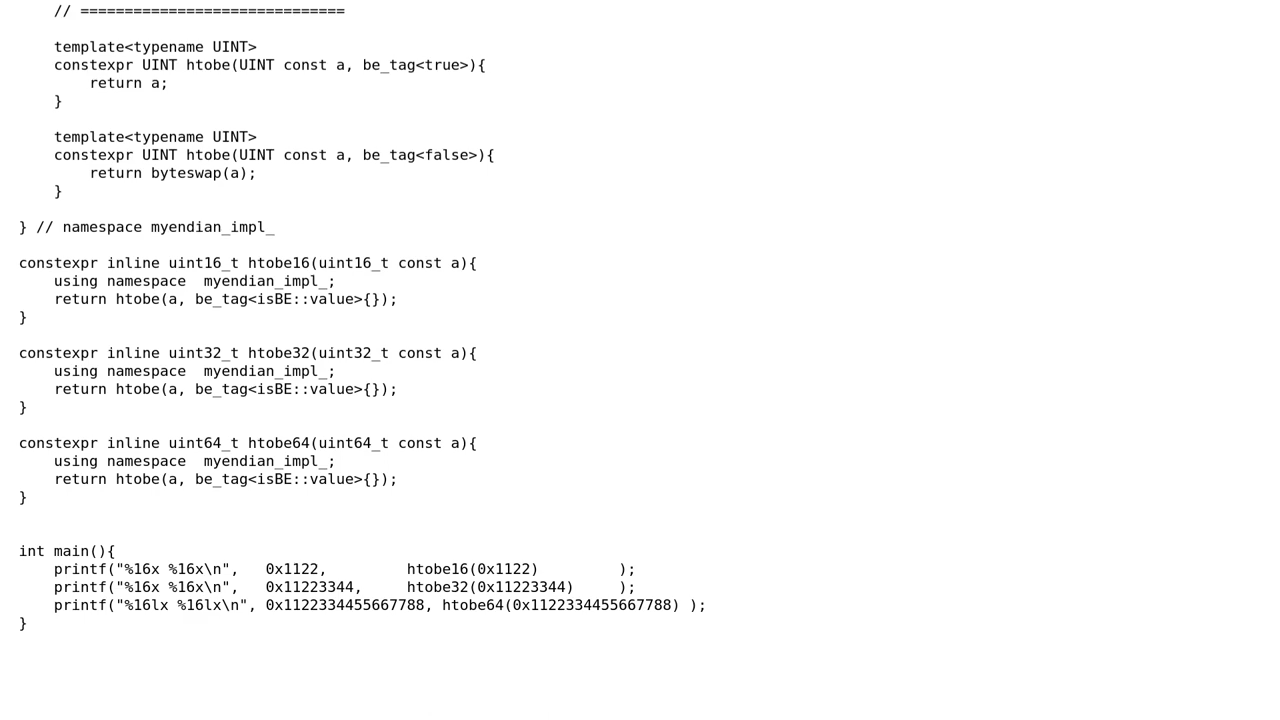 // ==============================

    template<typename UINT>
    constexpr UINT htobe(UINT const a, be_tag<true>){
        return a;
    }

    template<typename UINT>
    constexpr UINT htobe(UINT const a, be_tag<false>){
        return byteswap(a);
    }

} // namespace myendian_impl_

constexpr inline uint16_t htobe16(uint16_t const a){
    using namespace  myendian_impl_;
    return htobe(a, be_tag<isBE::value>{});
}

constexpr inline uint32_t htobe32(uint32_t const a){
    using namespace  myendian_impl_;
    return htobe(a, be_tag<isBE::value>{});
}

constexpr inline uint64_t htobe64(uint64_t const a){
    using namespace  myendian_impl_;
    return htobe(a, be_tag<isBE::value>{});
}


int main(){
    printf("%16x %16x\n",   0x1122,         htobe16(0x1122)         );
    printf("%16x %16x\n",   0x11223344,     htobe32(0x11223344)     );
    printf("%16lx %16lx\n", 0x1122334455667788, htobe64(0x1122334455667788) );
}